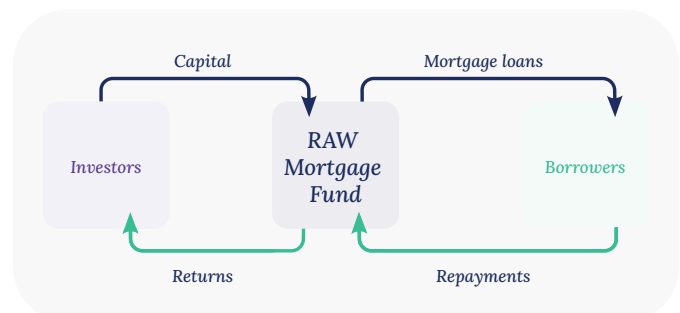 Capital
Mortgage loans
Investors
RAW
Mortgage
Fund
Borrowers
Returns
Repayments